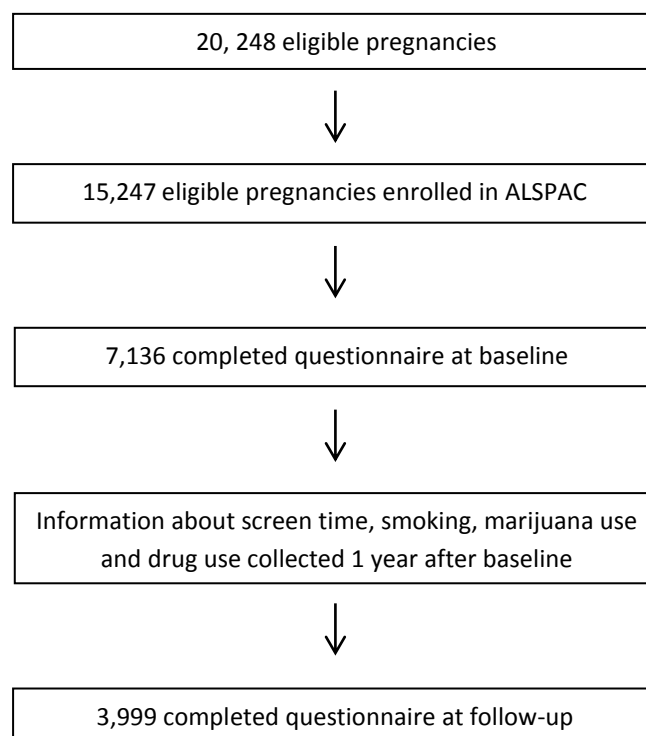 20, 248 eligible pregnancies
15,247 eligible pregnancies enrolled in ALSPAC
7,136 completed questionnaire at baseline
Information about screen time, smoking, marijuana use
and drug use collected 1 year after baseline
3,999 completed questionnaire at follow-up